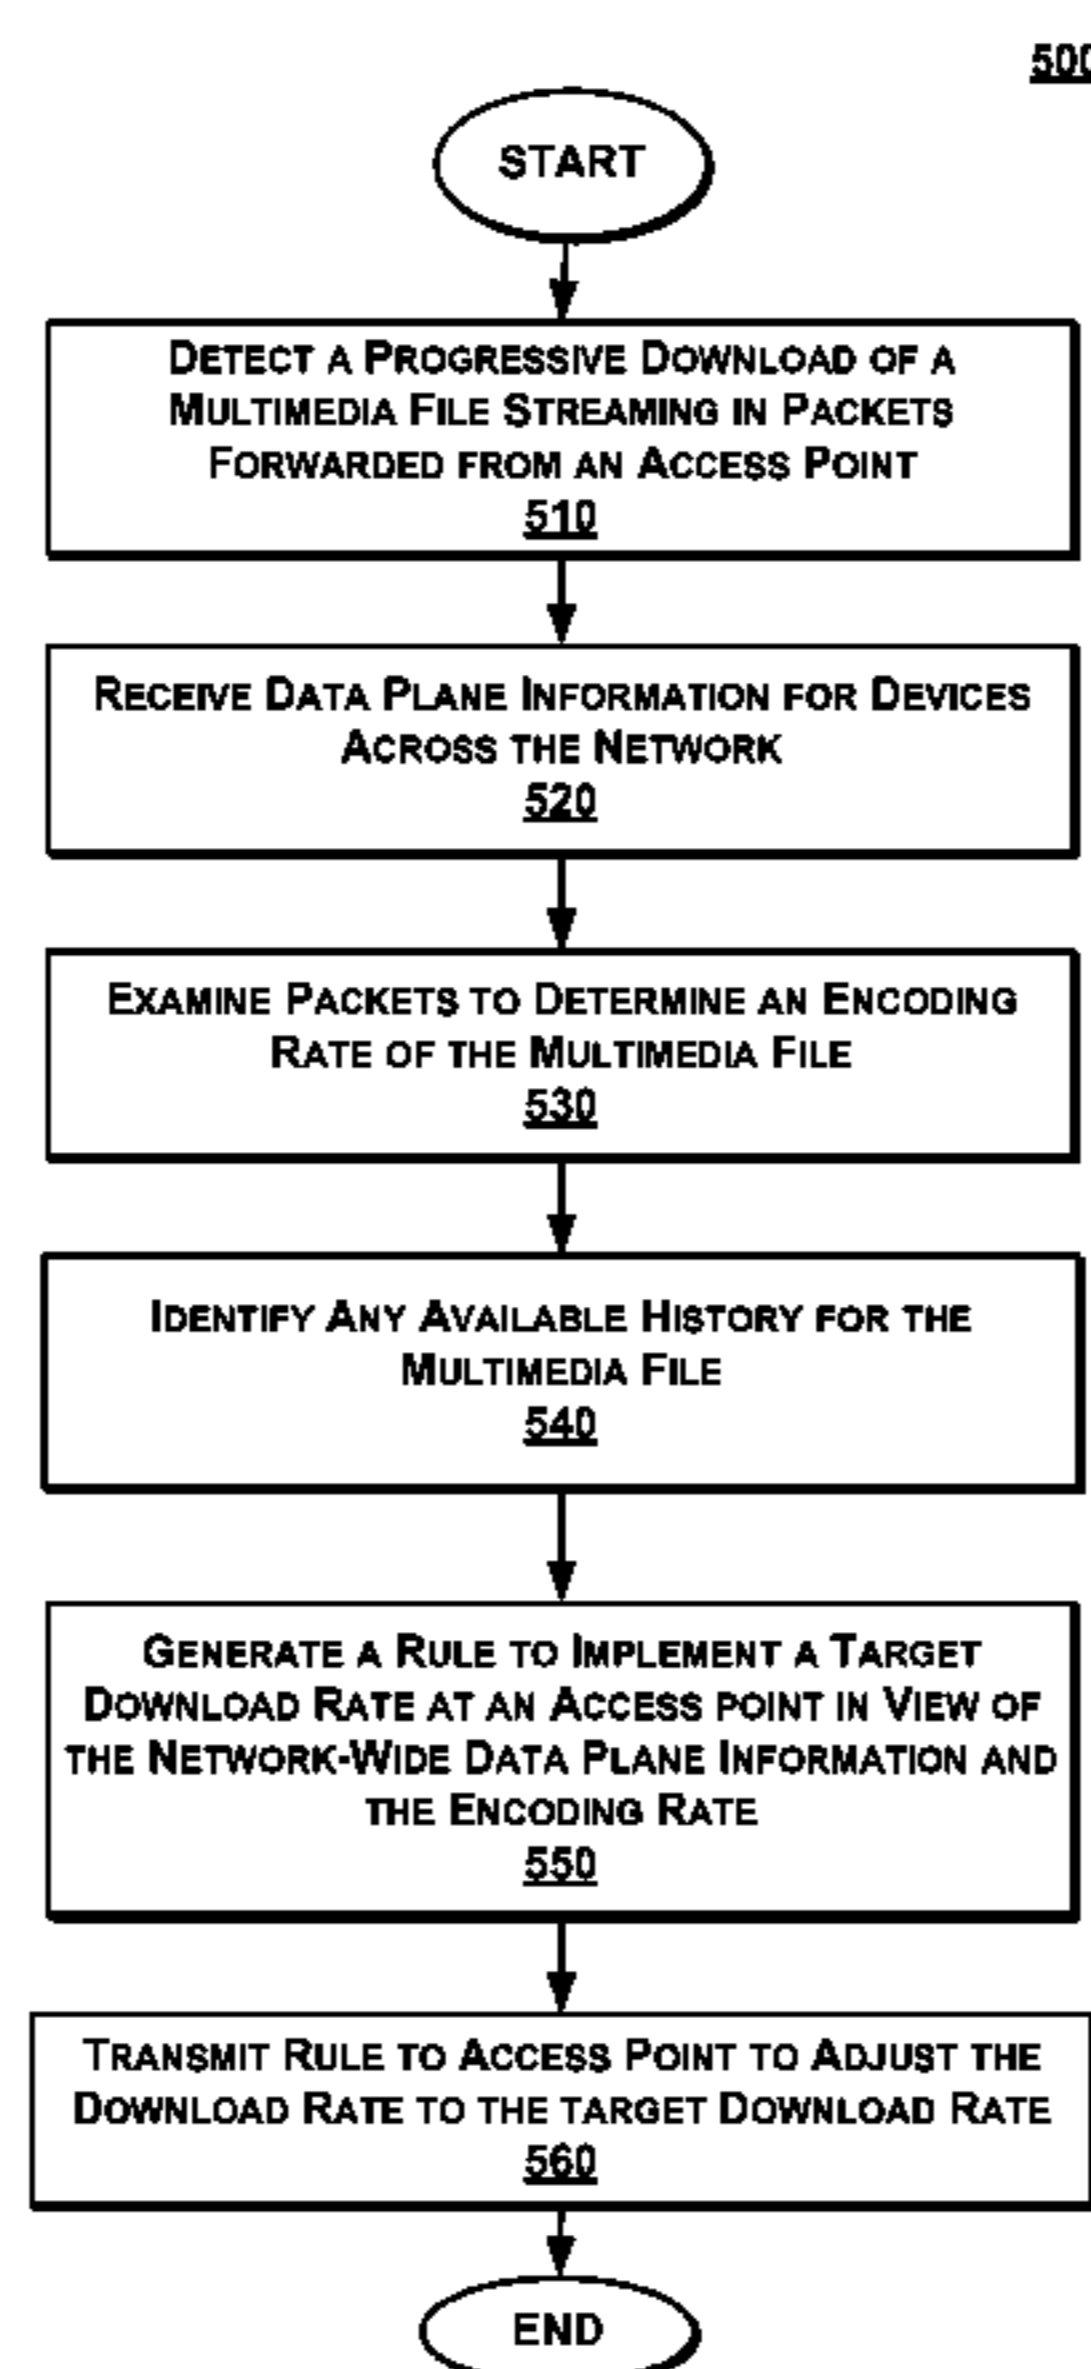 500
START
DETECT A PROGRESSIVE DOWNLOAD OF A
MULTIMEDIA FILE STREAMING IN PACKETS
FORWARDED FROM AN ACCESS POINT
510
RECEIVE DATA PLANE INFORMATION FOR DEVICES
ACROSS THE NETWORK
520
EXAMINE PACKETS TO DETERMINE AN ENCODING
RATE OF THE MULTIMEDIA FILE
530
IDENTIFY ANY AVAILABLE HISTORY FOR THE
MULTIMEDIA FILE
540
GENERATE A RULE TO IMPLEMENT A TARGET
DOWNLOAD RATE AT AN ACCESS POINT IN VIEW OF
THE NETWORK-WIDE DATA PLANE INFORMATION AND
THE ENCODING RATE
550
TRANSMIT RULE TO ACCESS POINT TO ADJUST THE
DOWNLOAD RATE TO THE TARGET DOWNLOAD RATE
560
END